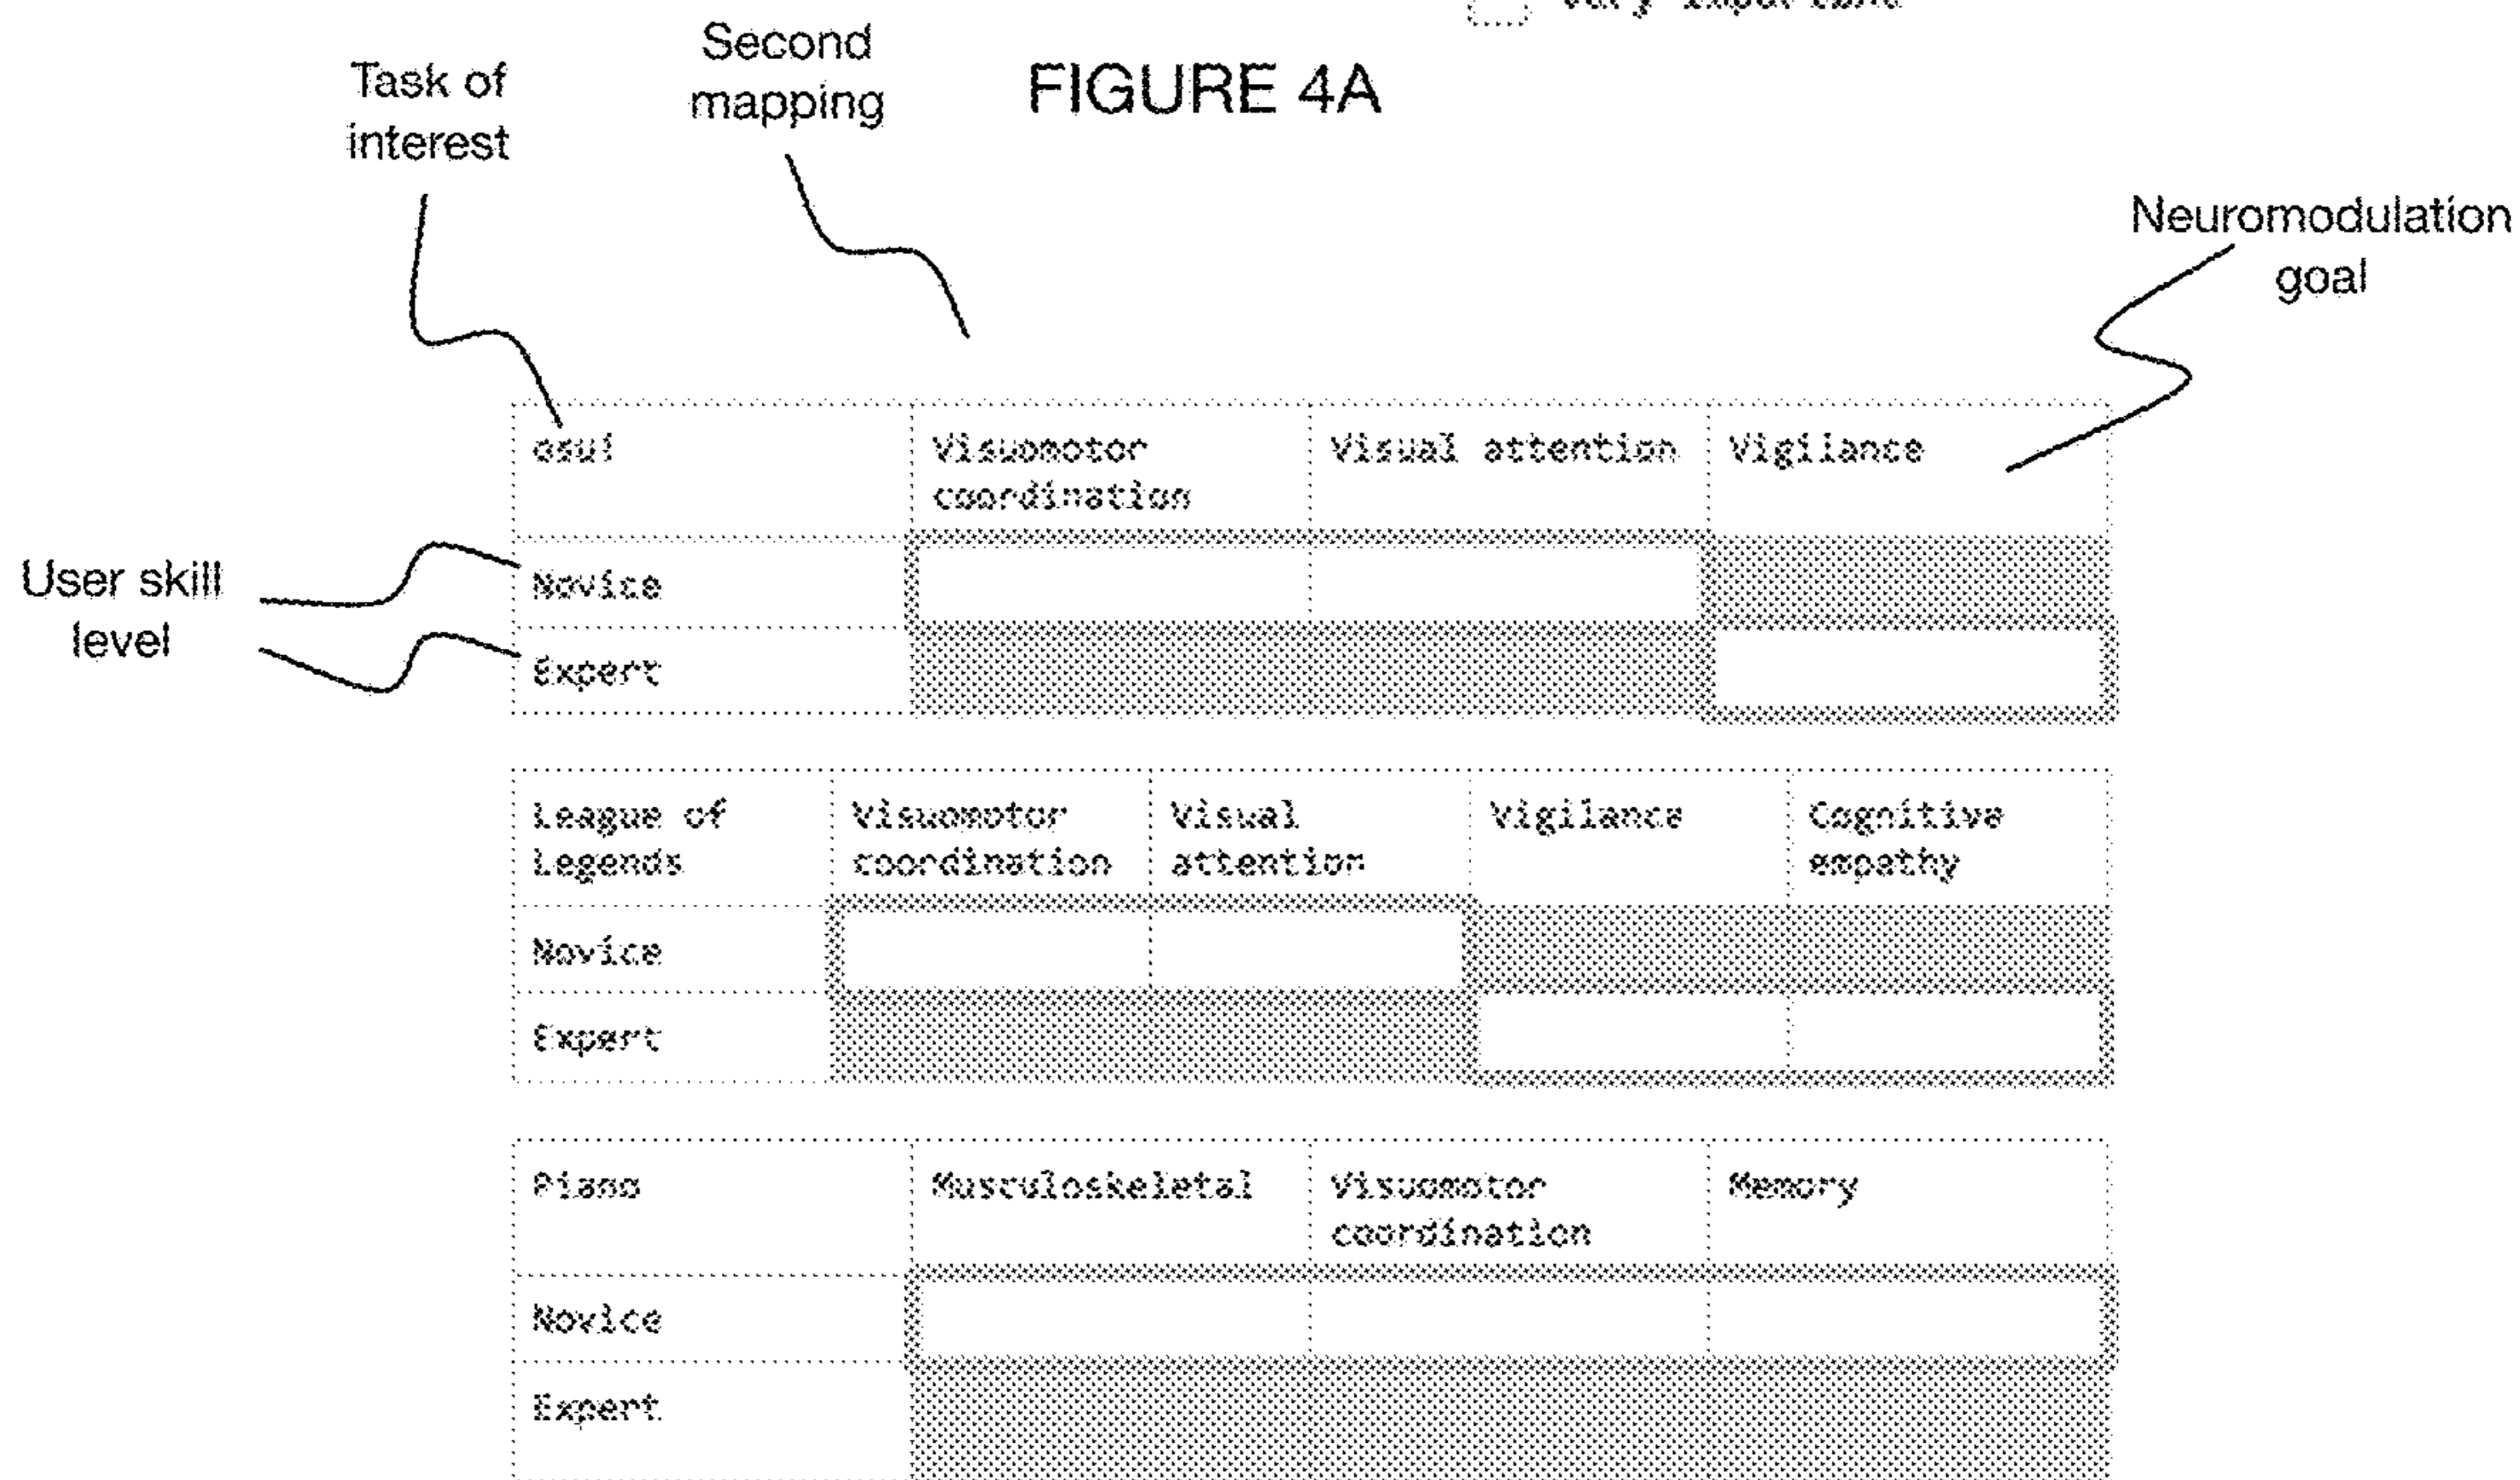 Second
mapping
FIGURE 4A
Task of
interest
Neuromodulation
goal
User skill
level
osu! Visuomotor coordination Visual attention Vigilance
Novice
Expert
League of Legends Visuomotor coordination Visual attention Vigilance Cognitive empathy
Novice
Expert
Piano Musculoskeletal Visuomotor coordination Memory
Novice
Expert